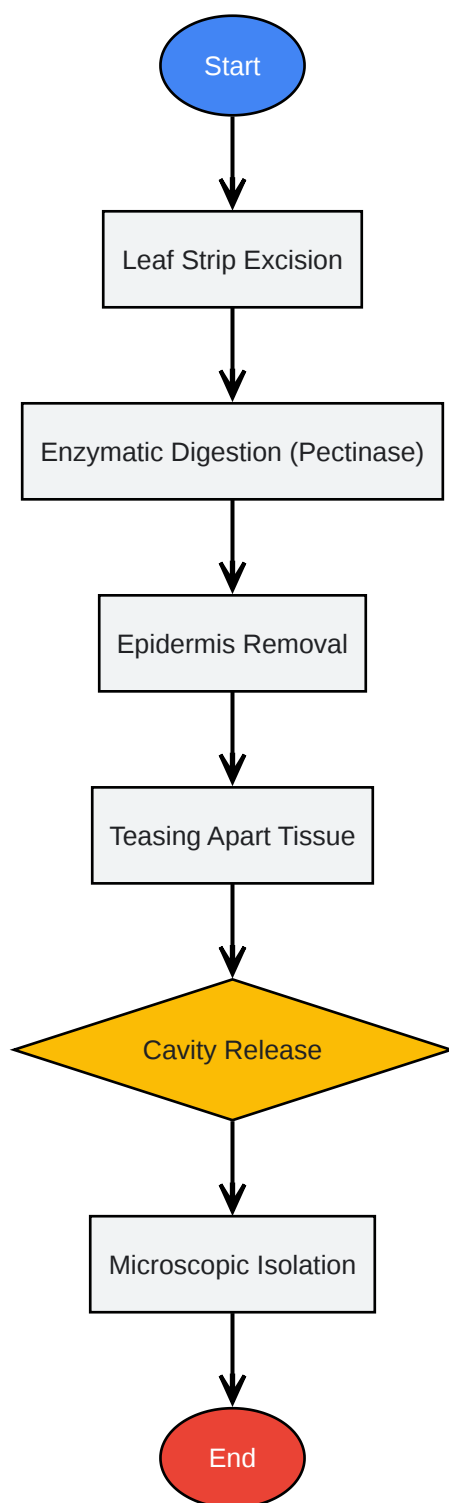 Start
Leaf Strip Excision
Enzymatic Digestion (Pectinase)
Epidermis Removal
Teasing Apart Tissue
Cavity Release
Microscopic Isolation
End